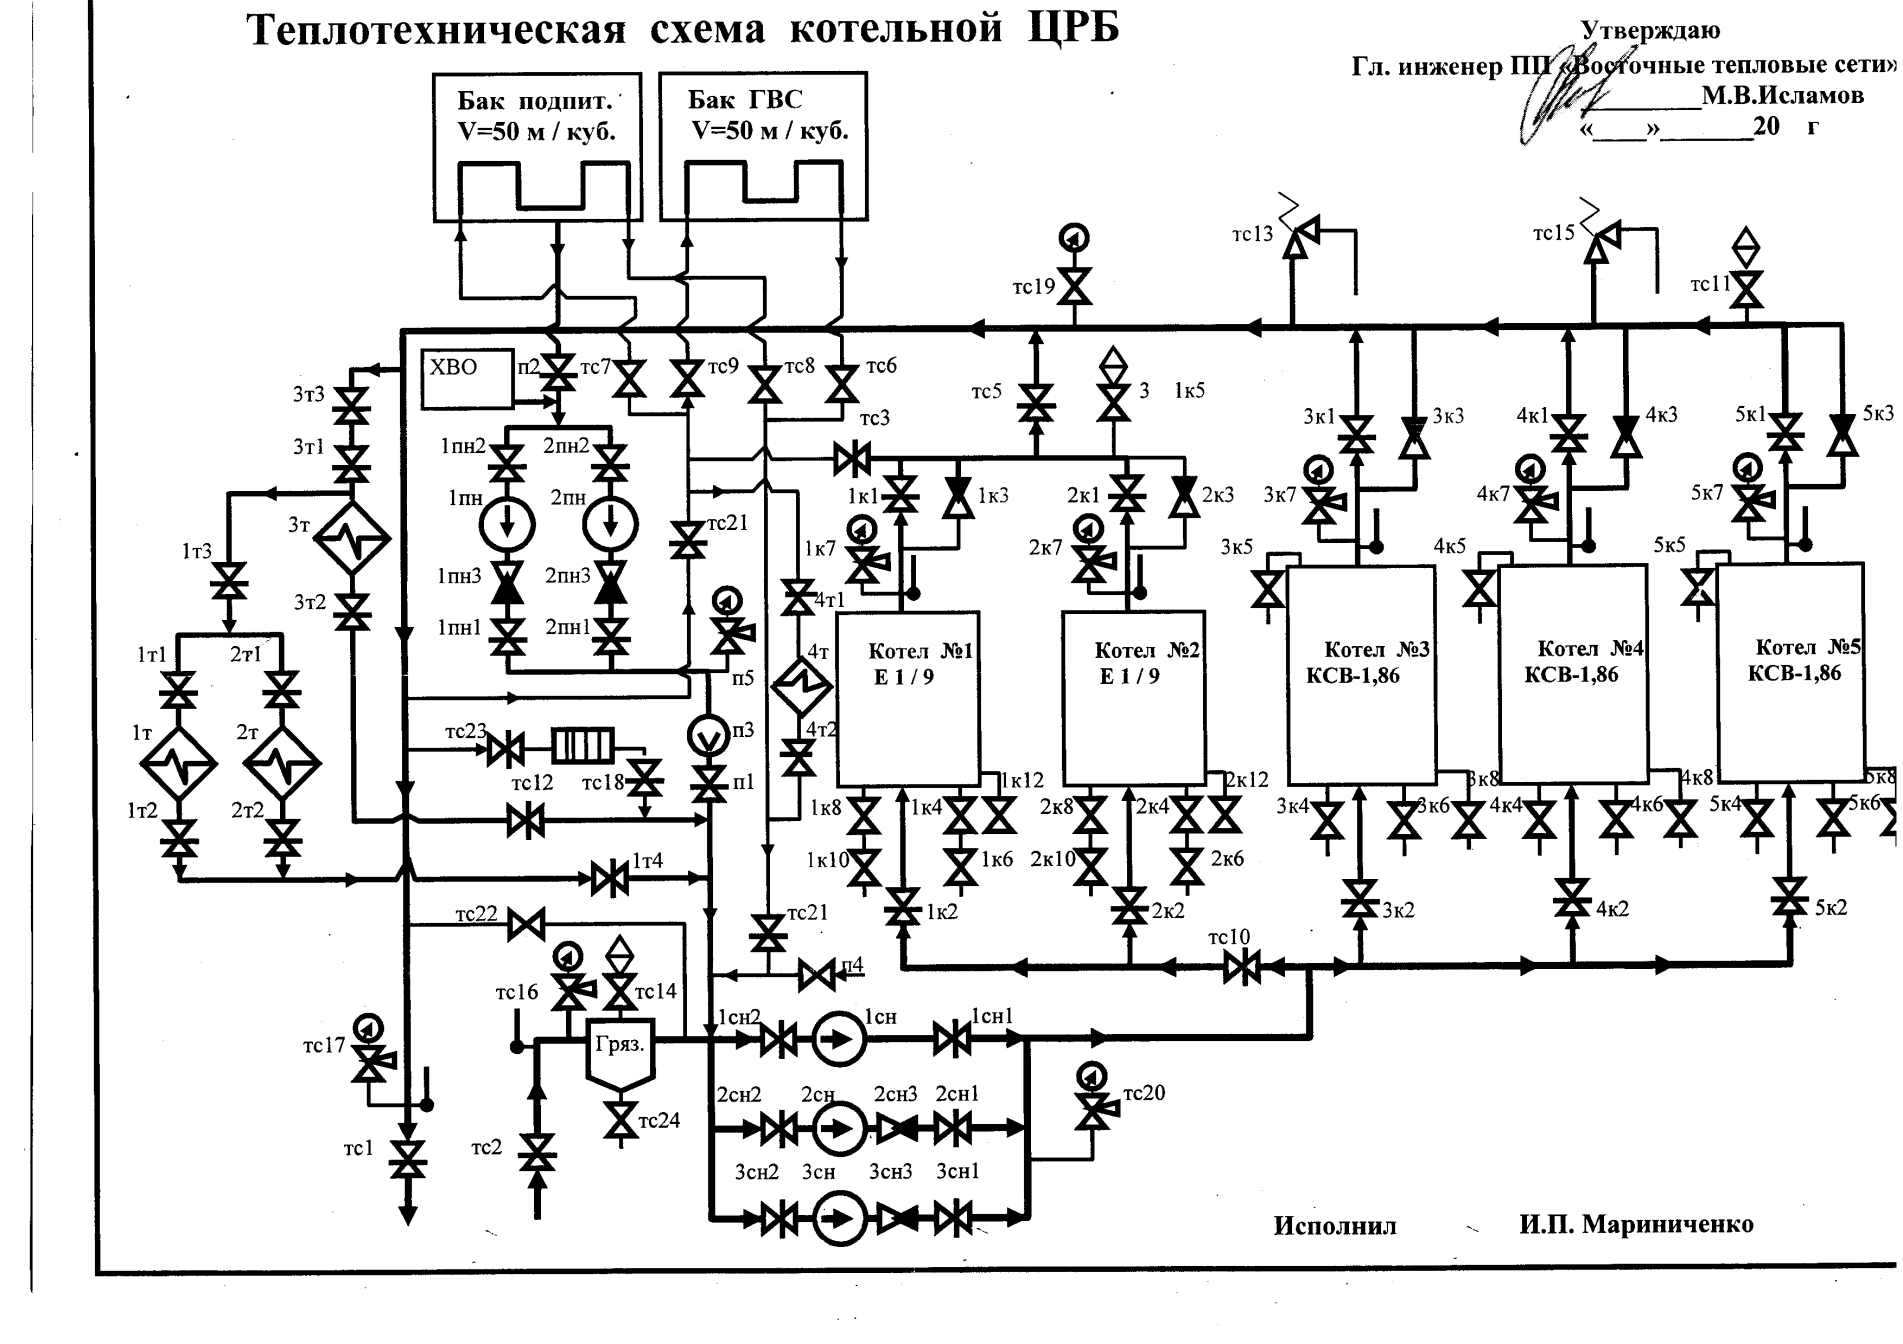 Теплотехническая схема котельной ЦРБ
Утверждаю
Гл. инженер ПП «Восточные тепловые сети»
____________М.В.Исламов
«____»_______20 г
Бак подпит.
V=50 м / куб.
Бак ГВС
V=50 м / куб.
тс13
тс15
тс19
тс11
ХВО
п2
тс7
тс9
тс8
тс6
тс5
3 1к5
3т3
тс3
3к1
3к3
4к1
4к3
5к1
5к3
3т1
1пн2
2пн2
1пн
2пн
1к1
1к3
2к1
2к3
3к7
4к7
5к7
3т
тс21
1т3
1к7
2к7
3к5
4к5
5к5
1пн3
2пн3
3т2
4т1
1пн1
2пн1
1т1
2т1
п5
4т
Котел №1
Е 1 / 9
Котел №2
Е 1 / 9
Котел №3
КСВ-1,86
Котел №4
КСВ-1,86
Котел №5
КСВ-1,86
1т
2т
тс23
п3
4т2
тс12
тс18
п1
1к12
2к12
3к8
4к8
5к8
1т2
2т2
1к8
1к4
2к8
2к4
3к4
3к6
4к4
4к6
5к4
5к6
1т4
1к10
1к6
2к10
2к6
тс22
тс21
1к2
2к2
3к2
4к2
5к2
тс10
п4
тс16
тс14
1сн2
1сн
1сн1
тс17
Гряз.
2сн2
2сн
2сн3
2сн1
тс20
тс24
тс1
тс2
3сн2
3сн
3сн3
3сн1
Исполнил И.П. Мариниченко